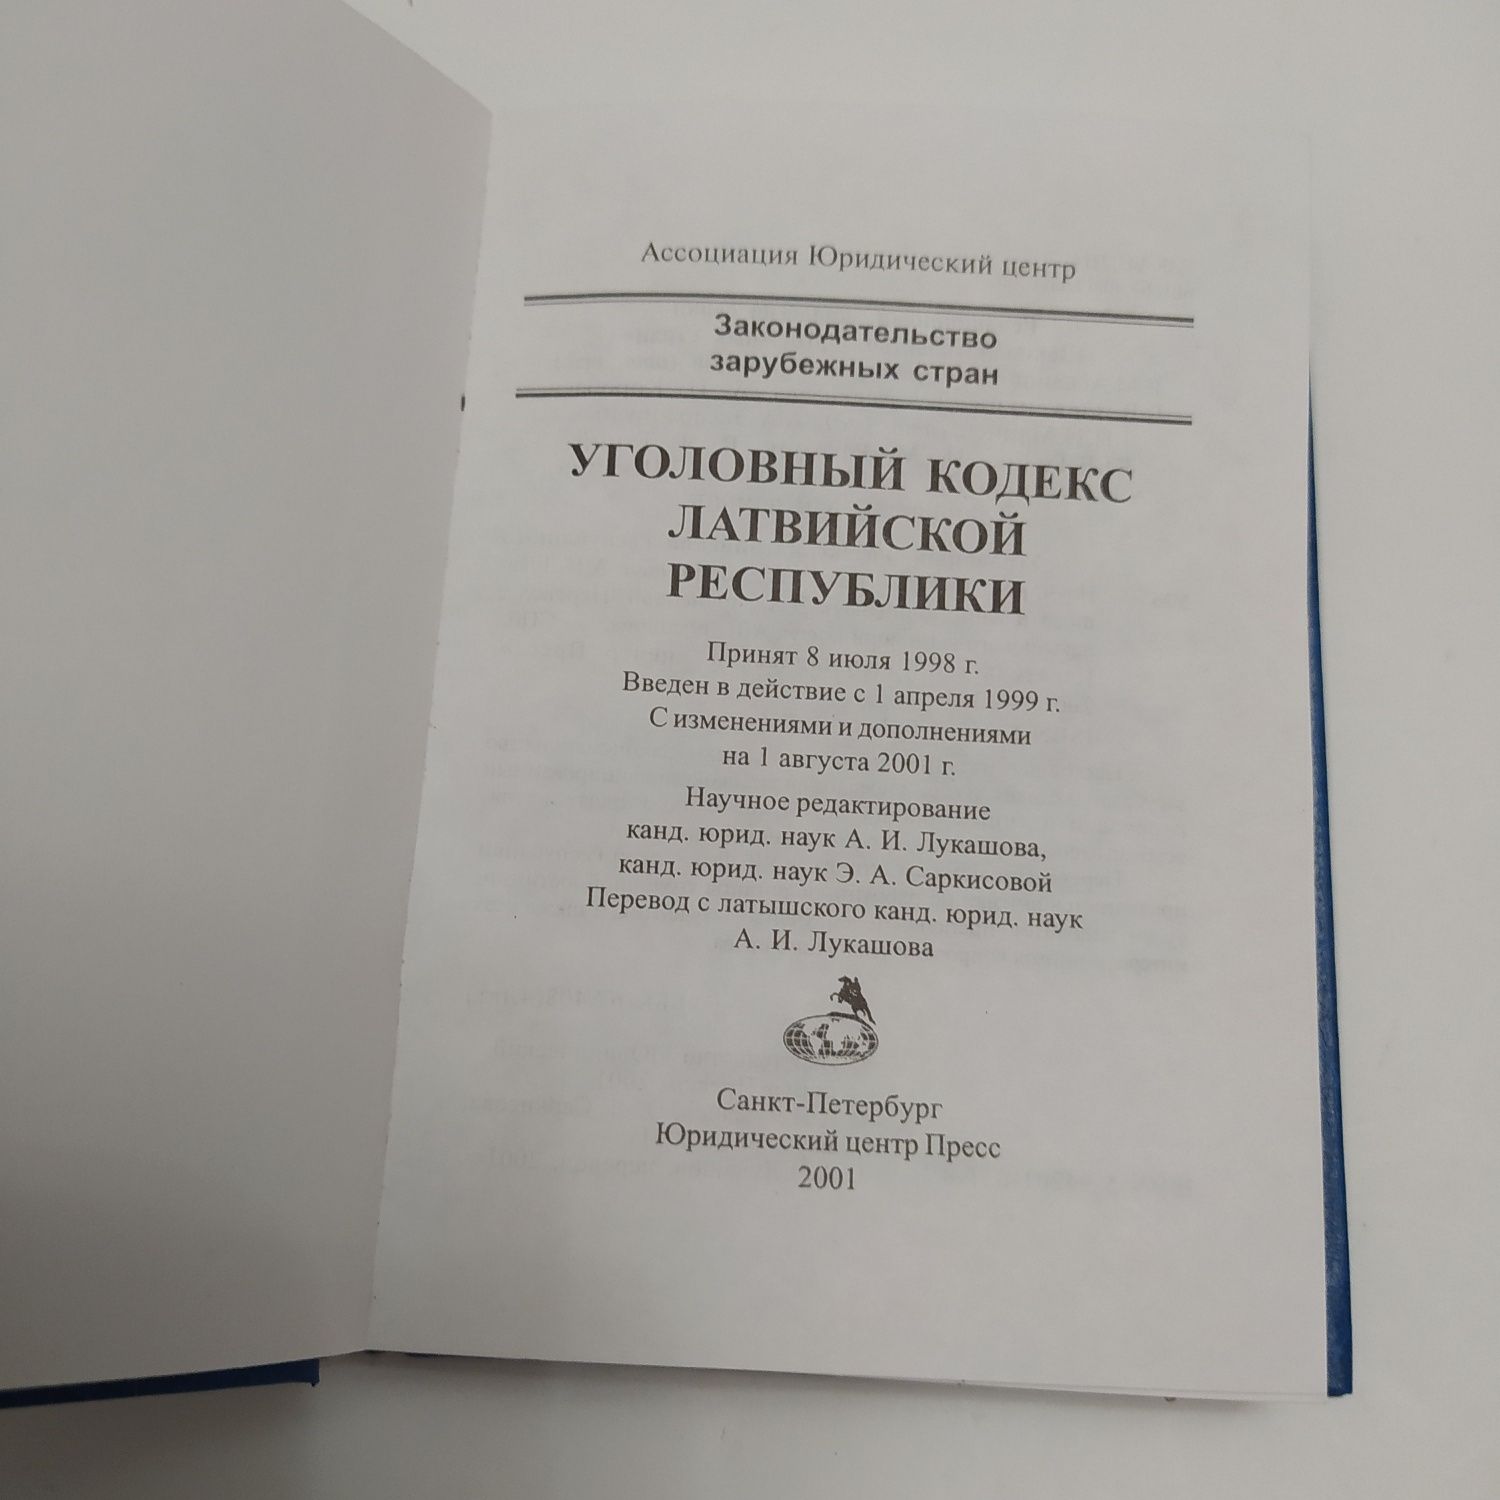 Ассоциация Юридический центр
Законодательство
зарубежных стран
УГОЛОВНЫЙ КОДЕКС
ЛАТВИЙСКОЙ
РЕСПУБЛИКИ
Принят 8 июля 1998 г.
Введен в действие с 1 апреля 1999 г.
С изменениями и дополнениями
на 1 августа 2001 г.
Научное редактирование
канд. юрид. наук А. И. Лукашова,
канд. юрид. наук Э. А. Саркисовой
Перевод с латышского канд. юрид. наук
А. И. Лукашова
Санкт-Петербург
Юридический центр Пресс
2001